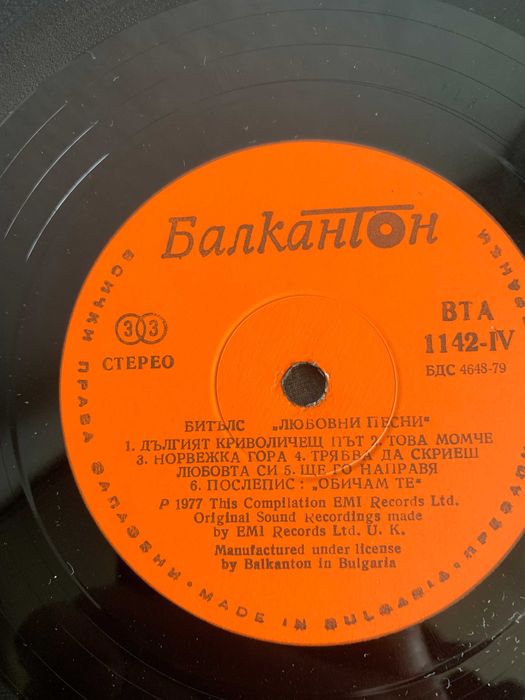 Балкантон
33
СТЕРЕО
ВТА
1142-IV
БДС 4648-79
БИТЪЛС „ЛЮБОВНИ ПЕСНИ“
1. ДЪЛГИЯТ КРИВОЛИЧЕЩ ПЪТ 2. ТОВА МОМЧЕ
3. НОРВЕЖКА ГОРА 4. ТРЯБВА ДА СКРИЕШ
ЛЮБОВТА СИ 5. ЩЕ ГО НАПРАВЯ
6. ПОСЛЕПИС: „ОБИЧАМ ТЕ“
P 1977 This Compilation EMI Records Ltd.
Original Sound Recordings made
by EMI Records Ltd. U. K.
Manufactured under license
by Balkanton in Bulgaria
ВСИЧКИ ПРАВА ЗАПАЗЕНИ • MADE IN BULGARIA •